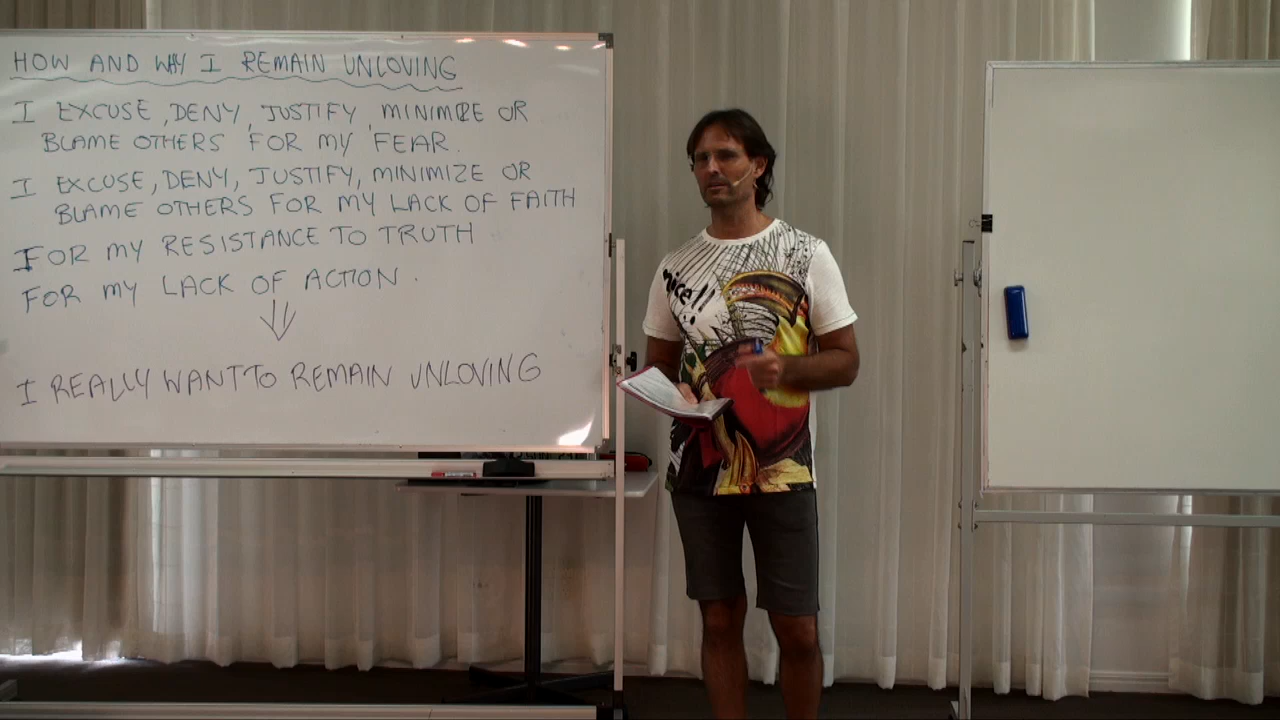 HOW AND WHY I REMAIN UNLOVING
I EXCUSE, DENY, JUSTIFY, MINIMIZE OR
BLAME OTHERS FOR MY FEAR.
I EXCUSE, DENY, JUSTIFY, MINIMIZE OR
BLAME OTHERS FOR MY LACK OF FAITH
FOR MY RESISTANCE TO TRUTH
FOR MY LACK OF ACTION.
I REALLY WANT TO REMAIN UNLOVING
nice!!